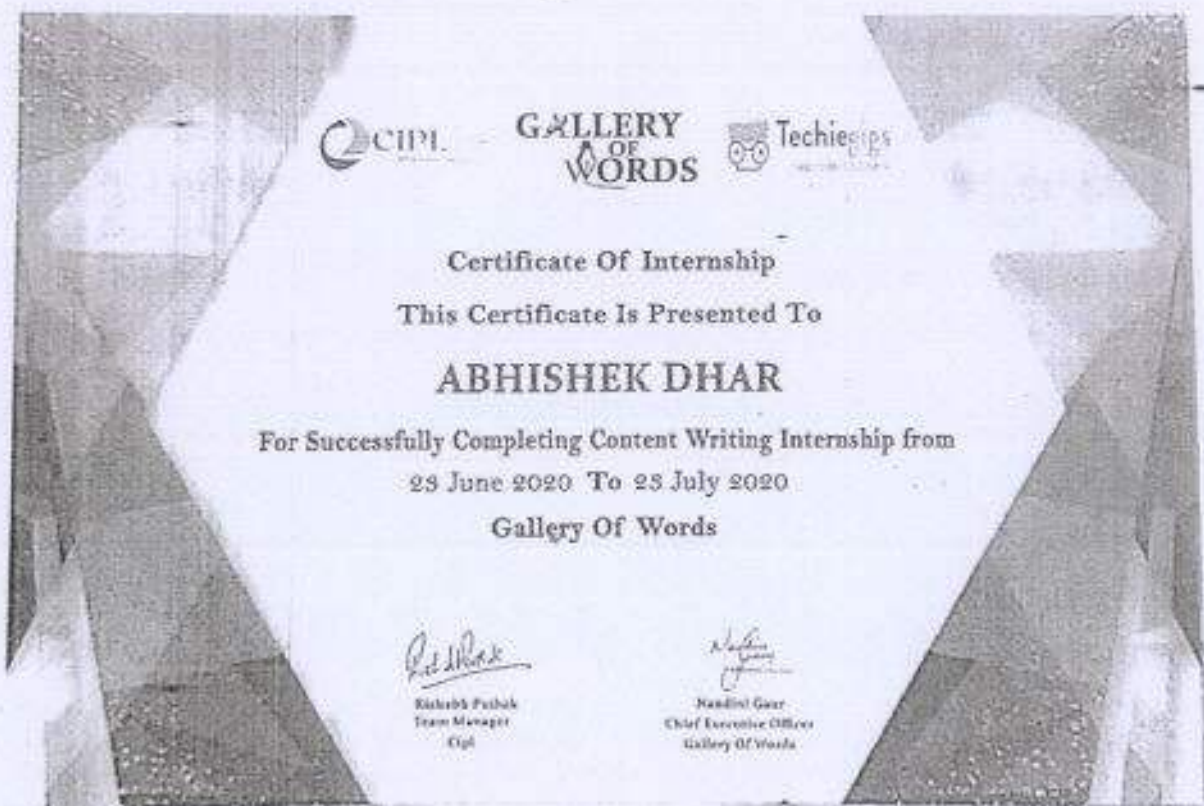 CIPL
GALLERY
OF
WORDS
Techiegigs
Certificate Of Internship
This Certificate Is Presented To
ABHISHEK DHAR
For Successfully Completing Content Writing Internship from
23 June 2020 To 23 July 2020
Gallery Of Words
Team Manager
Cipl
Nandini Gaur
Chief Executive Officer
Gallery Of Words